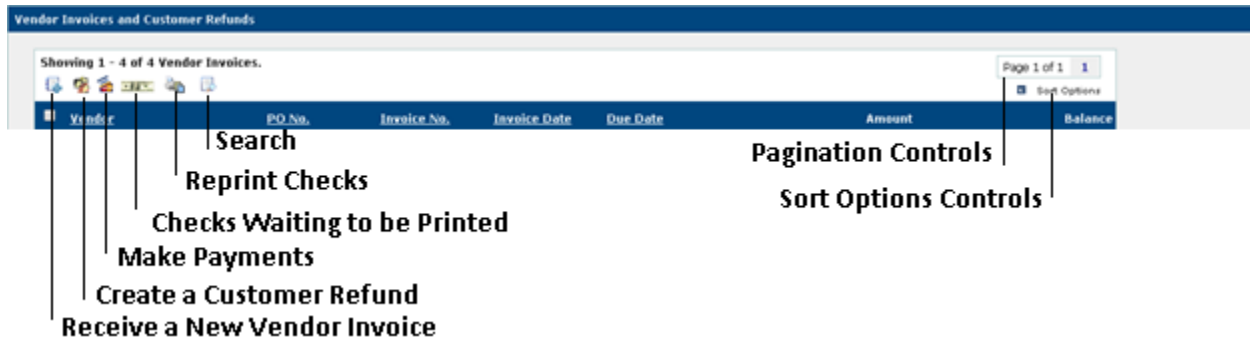 Vendor Invoices and Customer Refunds
Showing 1 - 4 of 4 Vendor Invoices.
Page 1 of 1 1
Sort Options
Vendor PO No. Invoice No. Invoice Date Due Date Amount Balance
Search
Pagination Controls
Reprint Checks
Sort Options Controls
Checks Waiting to be Printed
Make Payments
Create a Customer Refund
Receive a New Vendor Invoice